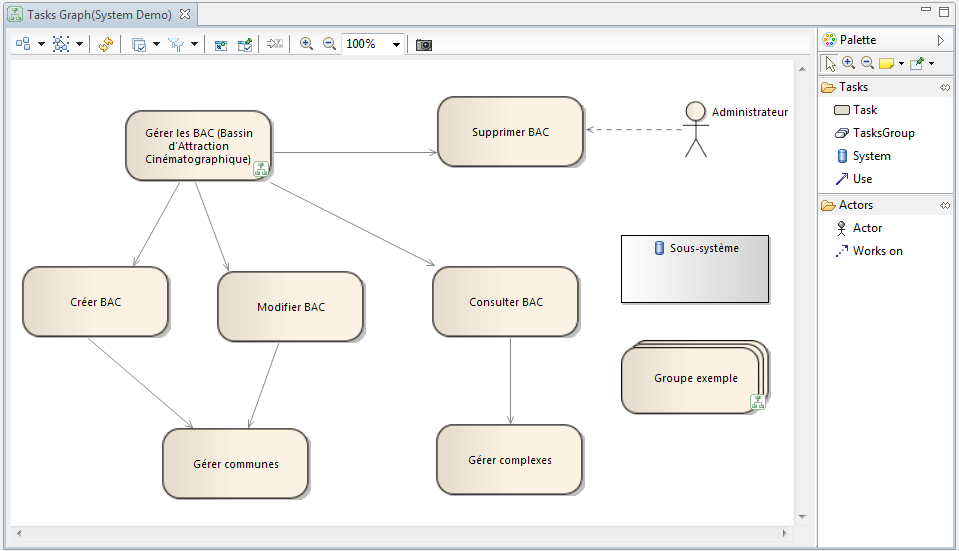 Tasks Graph(System Demo)
100%
Palette
Tasks
Task
TasksGroup
System
Use
Actors
Actor
Works on
Gérer les BAC (Bassin
d'Attraction
Cinématographique)
Supprimer BAC
Administrateur
Sous-système
Créer BAC
Modifier BAC
Consulter BAC
Groupe exemple
Gérer communes
Gérer complexes